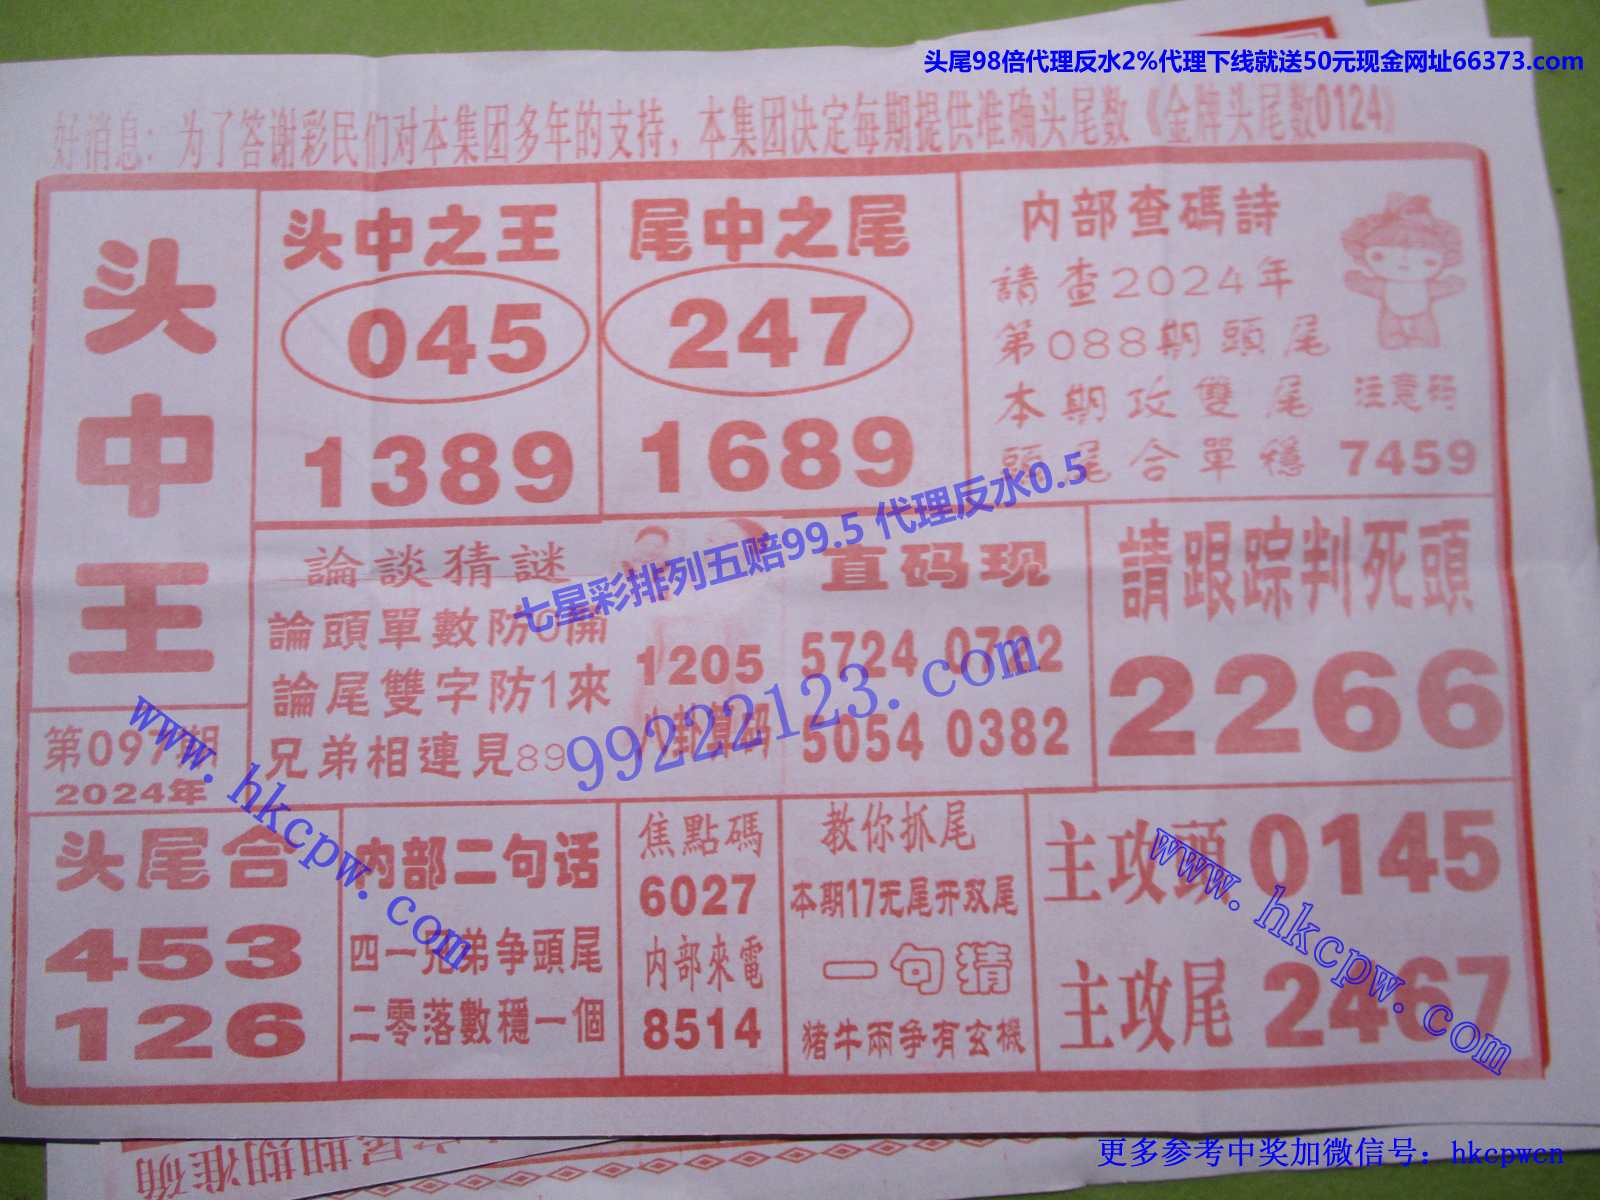 头尾98倍代理反水2%代理下线就送50元现金网址66373.com
好消息：为了答谢彩民们对本集团多年的支持，本集团决定每期提供准确头尾数《金牌头尾数0124》
头中王
第09 期
2024年
头中之王
045
1389
尾中之尾
247
1689
内部查碼詩
請查2024年
第088期頭尾
本期攻雙尾 注意码
頭尾合單穩 7459
論談猜謎
論頭單數防 開
論尾雙字防1來
兄弟相連見89
1205
八卦算码
直码现
5724 0722
5054 0382
請跟踪判死頭
2266
七星彩排列五赔99.5 代理反水0.5
99222123.com
www.hkcpw.com
头尾合
453
126
内部二句话
四一兄弟争頭尾
二零落數穩一個
焦點碼
6027
内部來電
8514
教你抓尾
本期17无尾开双尾
一句猜
猪牛兩争有玄機
主攻頭 0145
主攻尾 2467
www.hkcpw.com
更多参考中奖加微信号：hkcpwcn